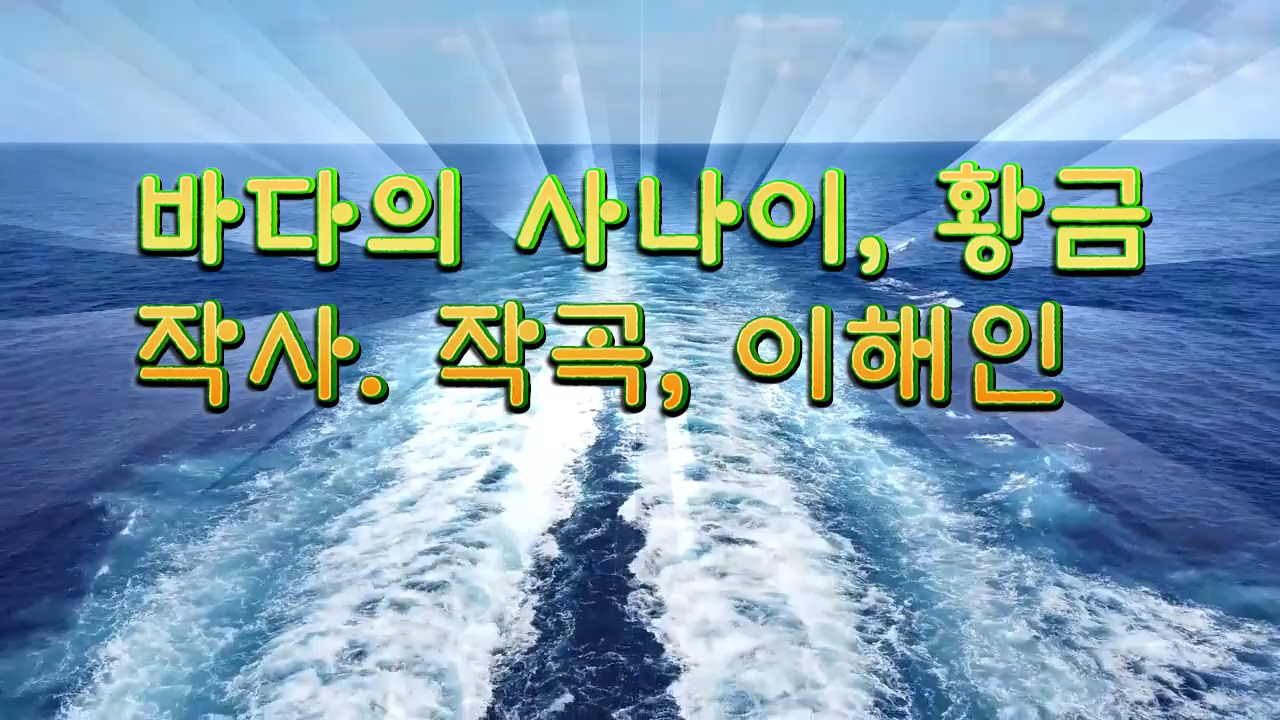 바다의 사나이, 황금
작사. 작곡, 이해인